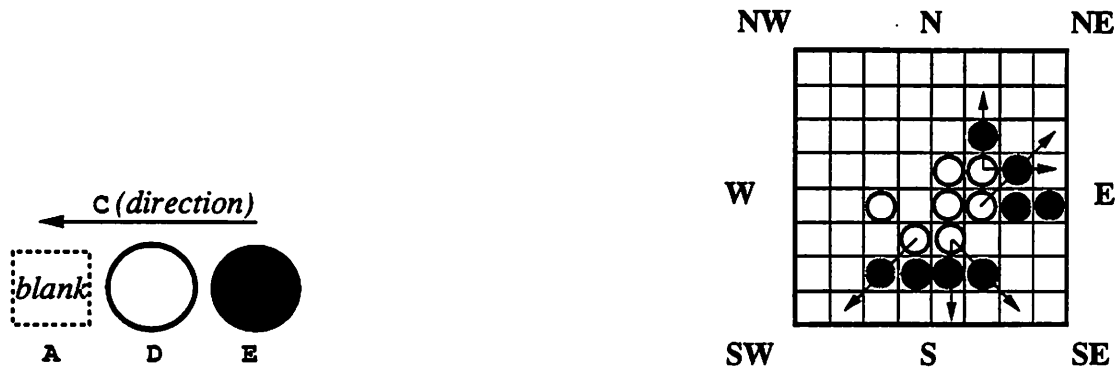 NW N NE
C (direction)
W E
blank
A D E
SW S SE